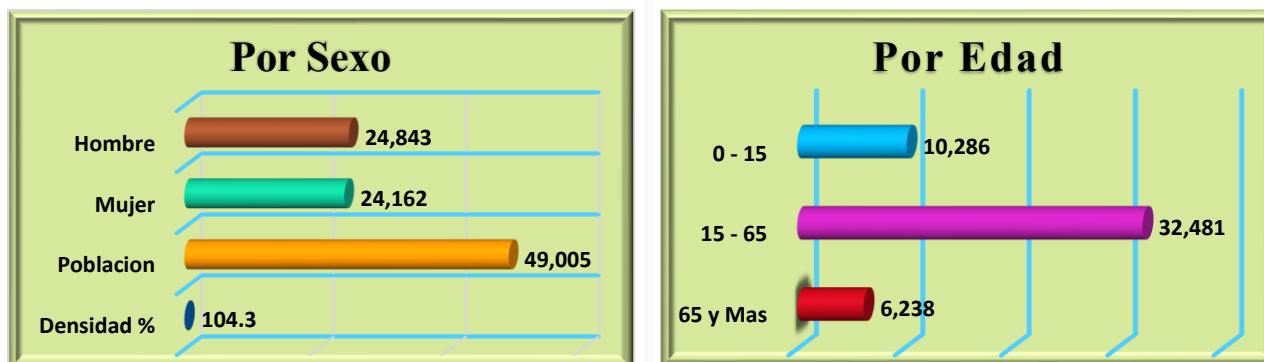 Por Sexo
Hombre 24,843
Mujer 24,162
Poblacion 49,005
Densidad % 104.3
Por Edad
0 - 15 10,286
15 - 65 32,481
65 y Mas 6,238